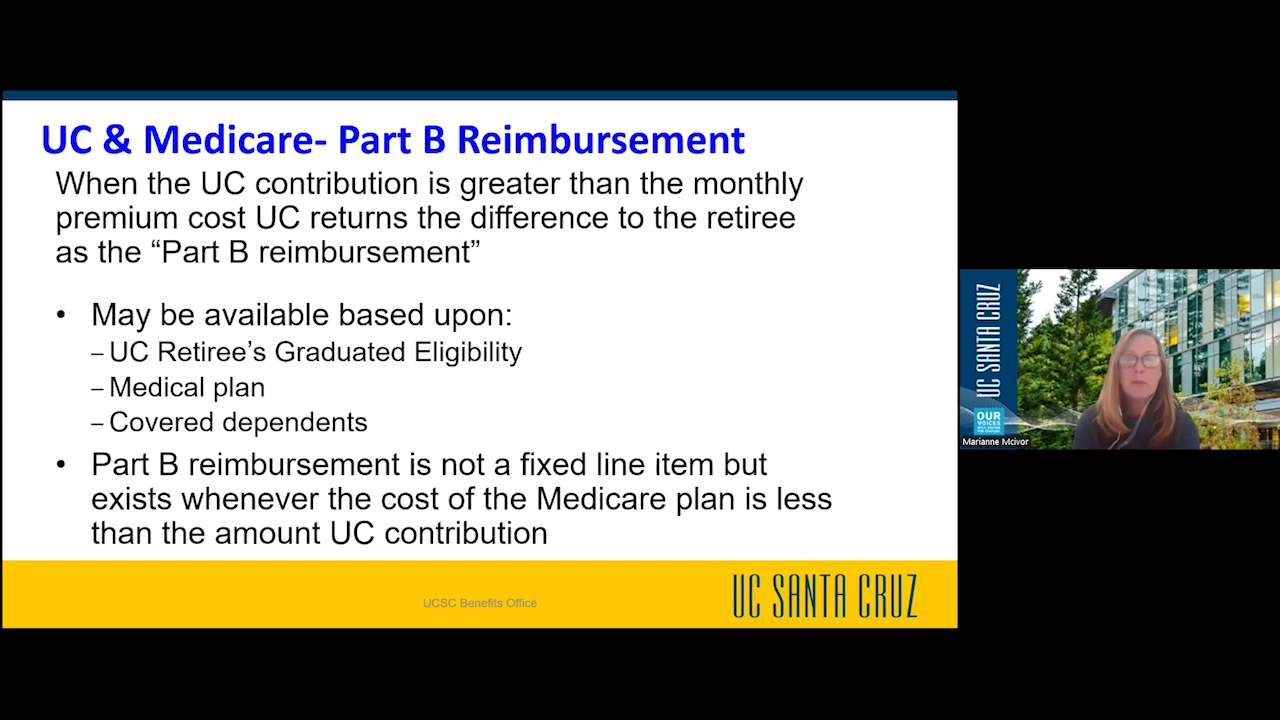 UC & Medicare- Part B Reimbursement
When the UC contribution is greater than the monthly
premium cost UC returns the difference to the retiree
as the “Part B reimbursement”
• May be available based upon:
– UC Retiree’s Graduated Eligibility
– Medical plan
– Covered dependents
• Part B reimbursement is not a fixed line item but
exists whenever the cost of the Medicare plan is less
than the amount UC contribution
UCSC Benefits Office
UC SANTA CRUZ
UC SANTA CRUZ
OUR
VOICES
Marianne Mcivor